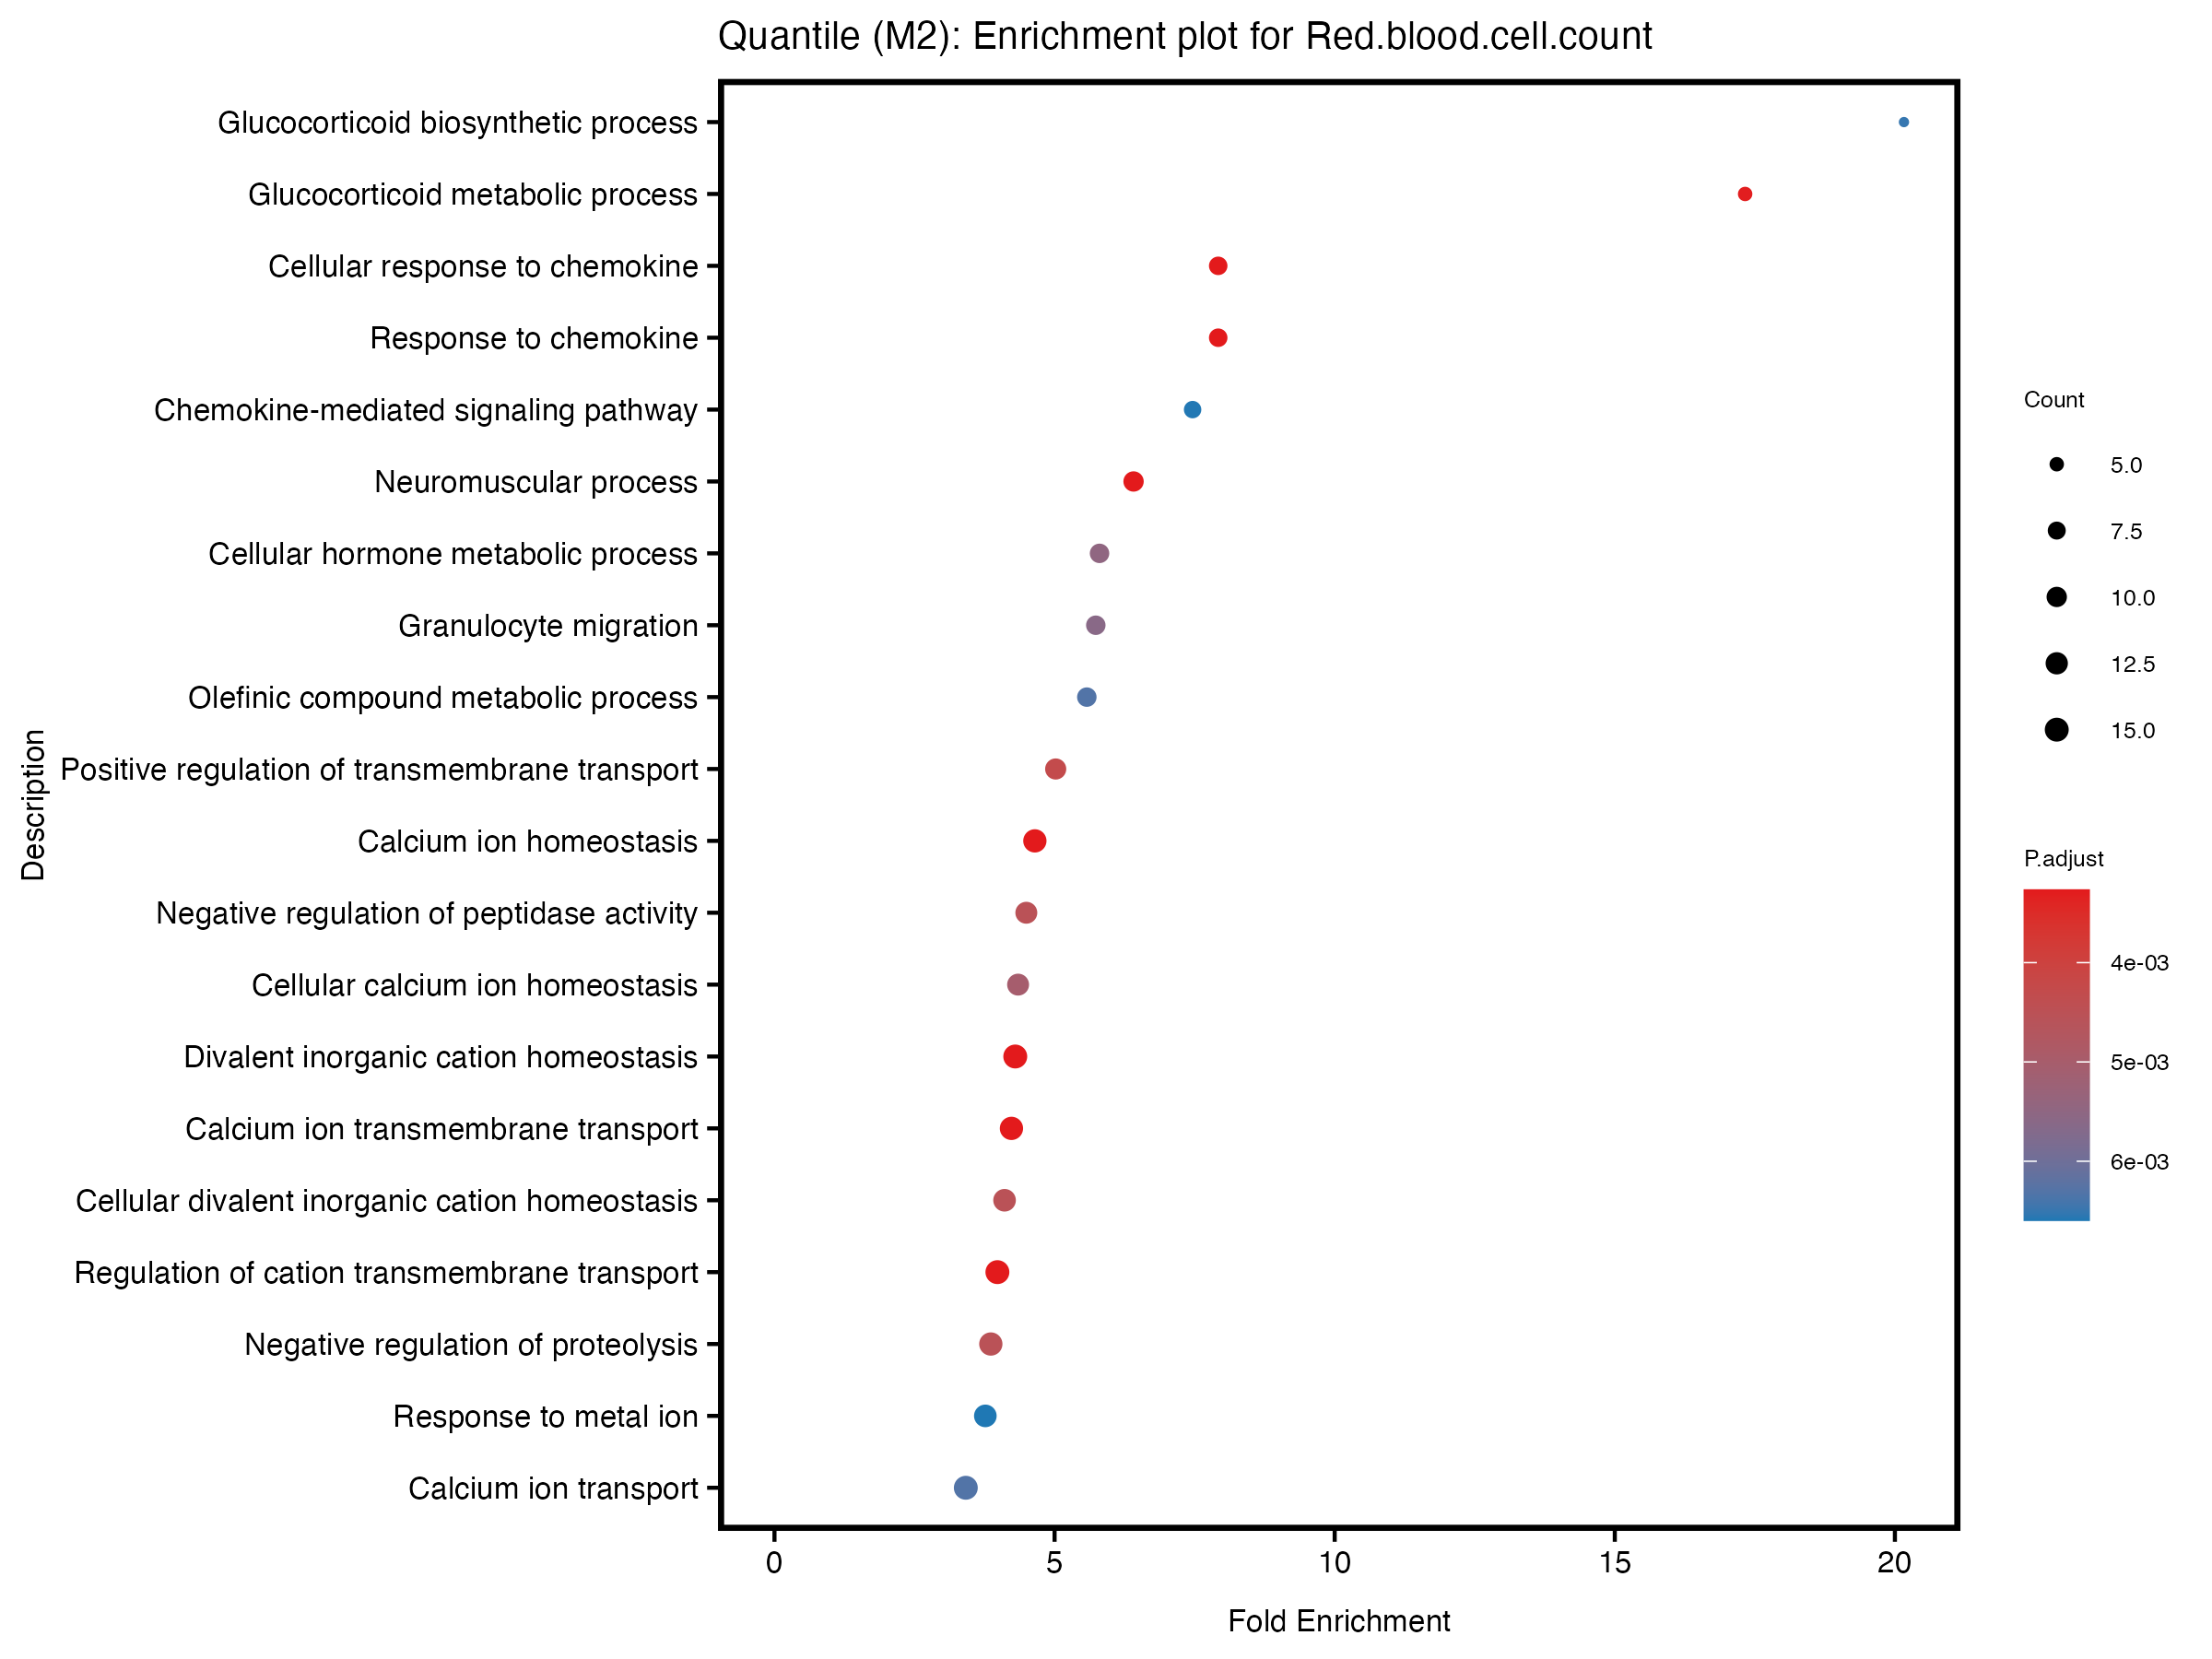 Quantile (M2): Enrichment plot for Red.blood.cell.count
Description
Glucocorticoid biosynthetic process
Glucocorticoid metabolic process
Cellular response to chemokine
Response to chemokine
Chemokine-mediated signaling pathway
Neuromuscular process
Cellular hormone metabolic process
Granulocyte migration
Olefinic compound metabolic process
Positive regulation of transmembrane transport
Calcium ion homeostasis
Negative regulation of peptidase activity
Cellular calcium ion homeostasis
Divalent inorganic cation homeostasis
Calcium ion transmembrane transport
Cellular divalent inorganic cation homeostasis
Regulation of cation transmembrane transport
Negative regulation of proteolysis
Response to metal ion
Calcium ion transport
0 5 10 15 20
Fold Enrichment
Count
5.0
7.5
10.0
12.5
15.0
P.adjust
4e-03
5e-03
6e-03